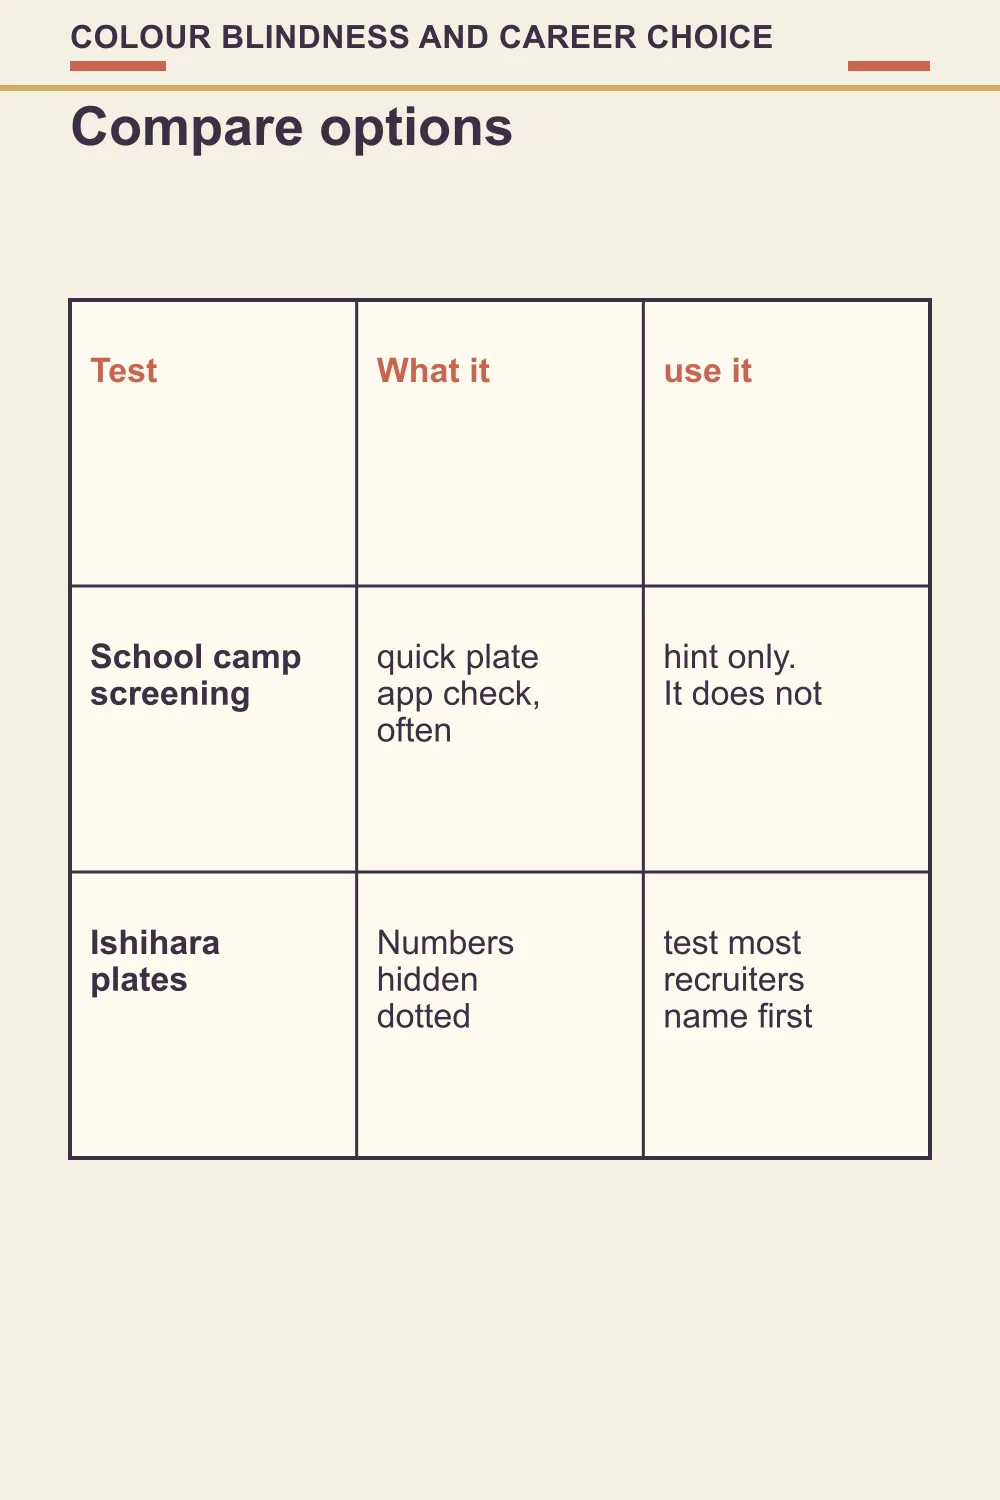 COLOUR BLINDNESS AND CAREER CHOICE
Compare options
Test
What it
use it
School camp
screening
quick plate
app check,
often
hint only.
It does not
Ishihara
plates
Numbers
hidden
dotted
test most
recruiters
name first